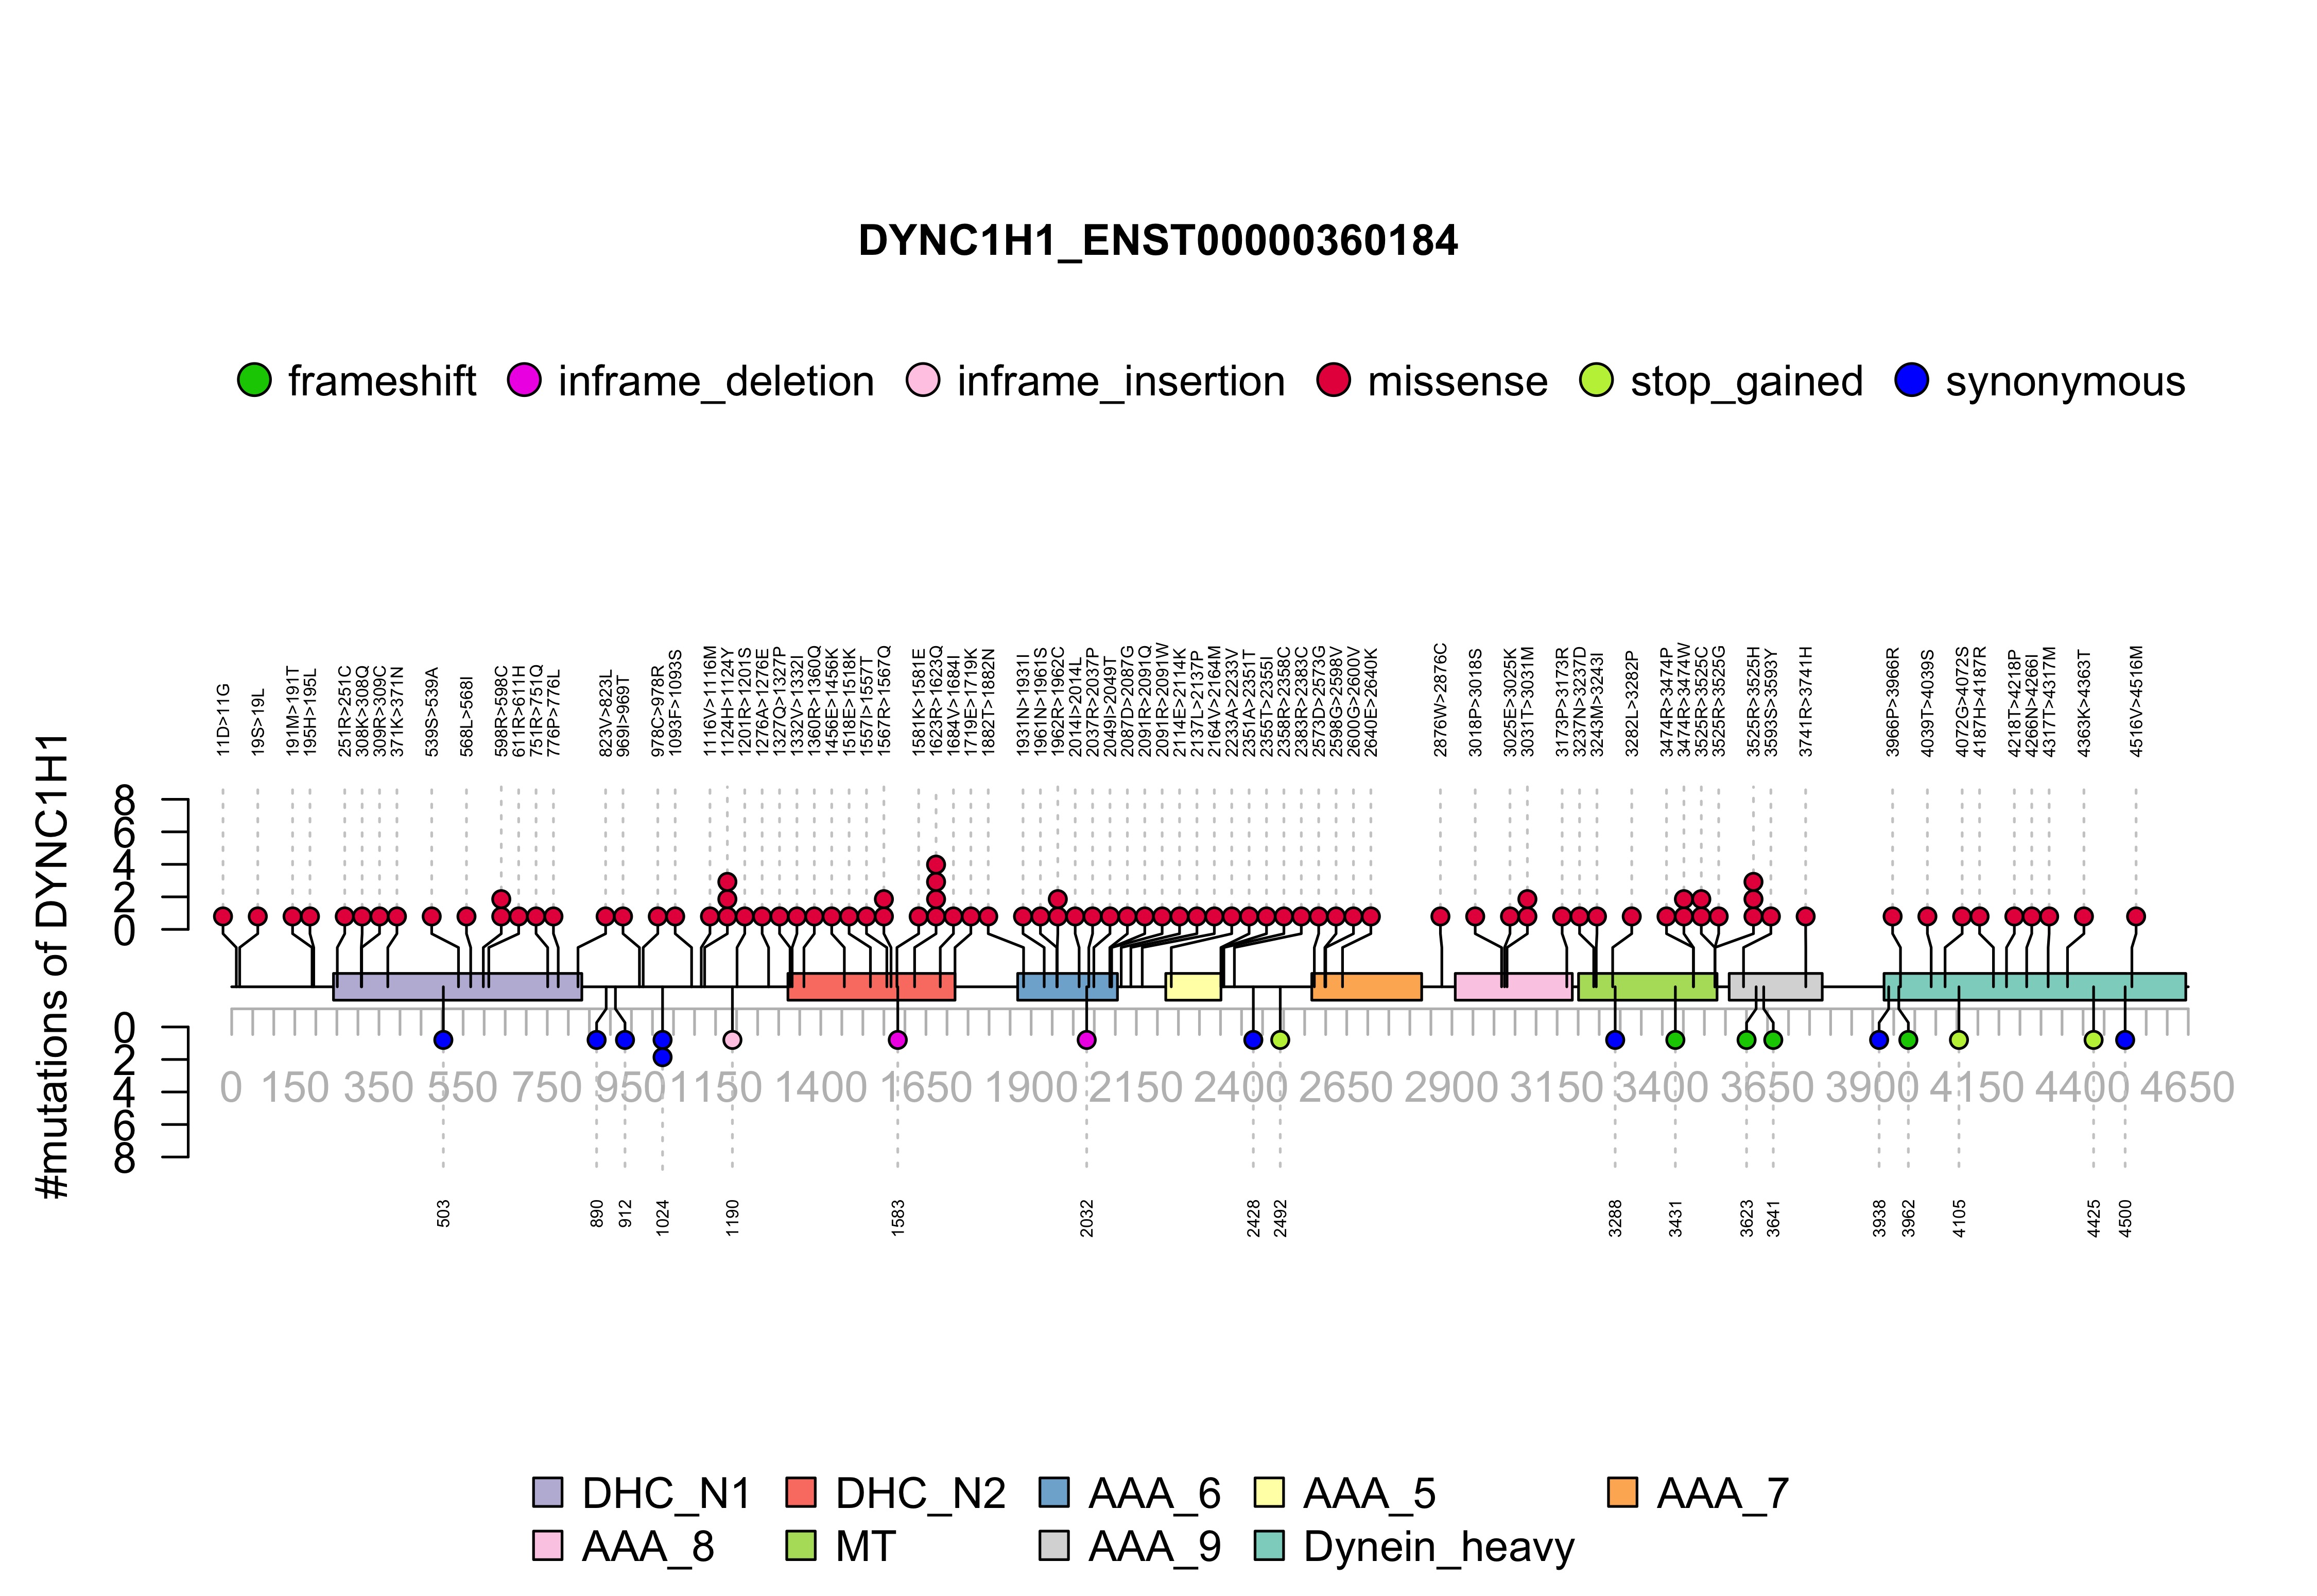 DYNC1H1_ENST00000360184
frameshift inframe_deletion inframe_insertion missense stop_gained synonymous
11D>11G 19S>19L 191M>191T 195H>195L 251R>251C 308K>308Q 309R>309C 371K>371N 539S>539A 568L>568I 598R>598C 611R>611H 751R>751Q 776P>776L 823V>823L 969I>969T 978C>978R 1093F>1093S 1116V>1116M 1124H>1124Y 1201R>1201S 1276A>1276E 1327Q>1327P 1332V>1332I 1360R>1360Q 1456E>1456K 1518E>1518K 1557I>1557T 1567R>1567Q 1581K>1581E 1623R>1623Q 1684V>1684I 1719E>1719K 1882T>1882N 1931N>1931I 1961N>1961S 1962R>1962C 2014I>2014L 2037R>2037P 2049I>2049T 2087D>2087G 2091R>2091Q 2091R>2091W 2114E>2114K 2137L>2137P 2164V>2164M 2233A>2233V 2351A>2351T 2355T>2355I 2358R>2358C 2383R>2383C 2573D>2573G 2598G>2598V 2600G>2600V 2640E>2640K 2876W>2876C 3018P>3018S 3025E>3025K 3031T>3031M 3173P>3173R 3237N>3237D 3243M>3243I 3282L>3282P 3474R>3474P 3474R>3474W 3525R>3525C 3525R>3525G 3525R>3525H 3593S>3593Y 3741R>3741H 3966P>3966R 4039T>4039S 4072G>4072S 4187H>4187R 4218T>4218P 4266N>4266I 4317T>4317M 4363K>4363T 4516V>4516M
#mutations of DYNC1H1
8
6
4
2
0
0
2
4
6
8
0 150 350 550 750 950 1150 1400 1650 1900 2150 2400 2650 2900 3150 3400 3650 3900 4150 4400 4650
503 890 912 1024 1190 1583 2032 2428 2492 3288 3431 3623 3641 3938 3962 4105 4425 4500
DHC_N1 DHC_N2 AAA_6 AAA_5 AAA_7
AAA_8 MT AAA_9 Dynein_heavy